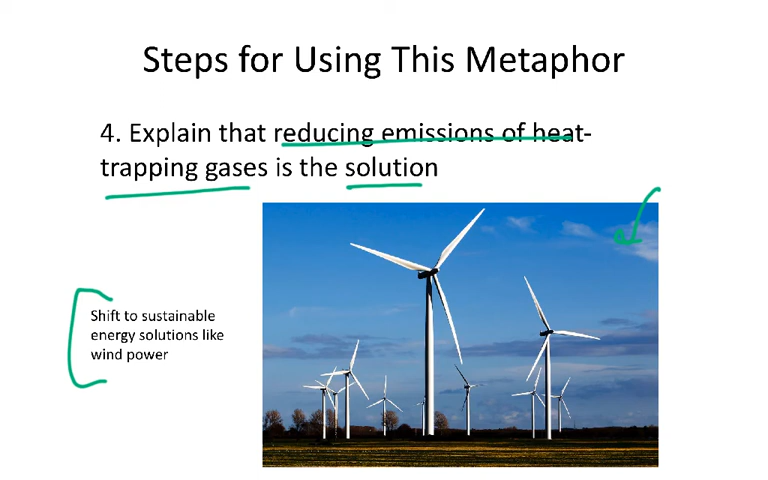 Steps for Using This Metaphor
4. Explain that reducing emissions of heat-
trapping gases is the solution
Shift to sustainable
energy solutions like
wind power